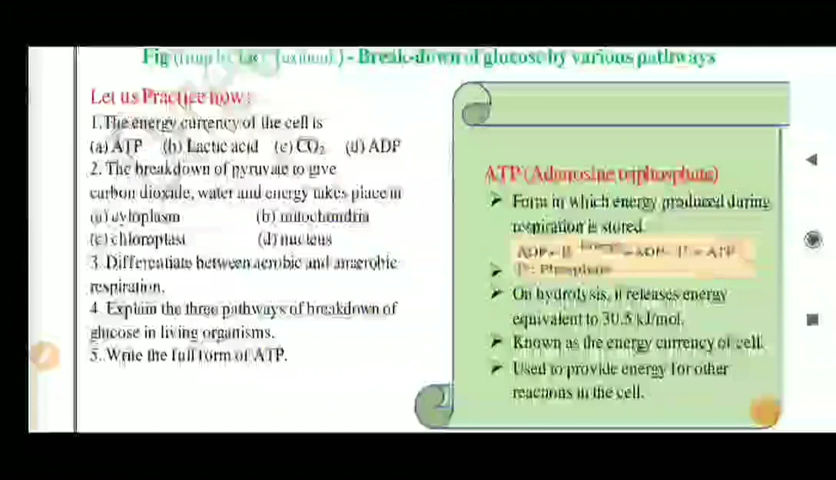 - Break-down of glucose by various pathways
Let us Practice now:
1. The energy currency of the cell is
(a) ATP (b) Lactic acid (c) CO₂ (d) ADP
2. The breakdown of pyruvate to give
carbon dioxide, water and energy takes place in
(a) cytoplasm (b) mitochondria
(c) chloroplast (d) nucleus
3. Differentiate between aerobic and anaerobic
respiration.
4. Explain the three pathways of breakdown of
glucose in living organisms.
5. Write the full form of ATP.
ATP (Adenosine triphosphate)
➤ Form in which energy produced during
respiration is stored.
➤ P: Phosphate
➤ On hydrolysis, it releases energy
equivalent to 30.5 kJ/mol.
➤ Known as the energy currency of cell.
➤ Used to provide energy for other
reactions in the cell.